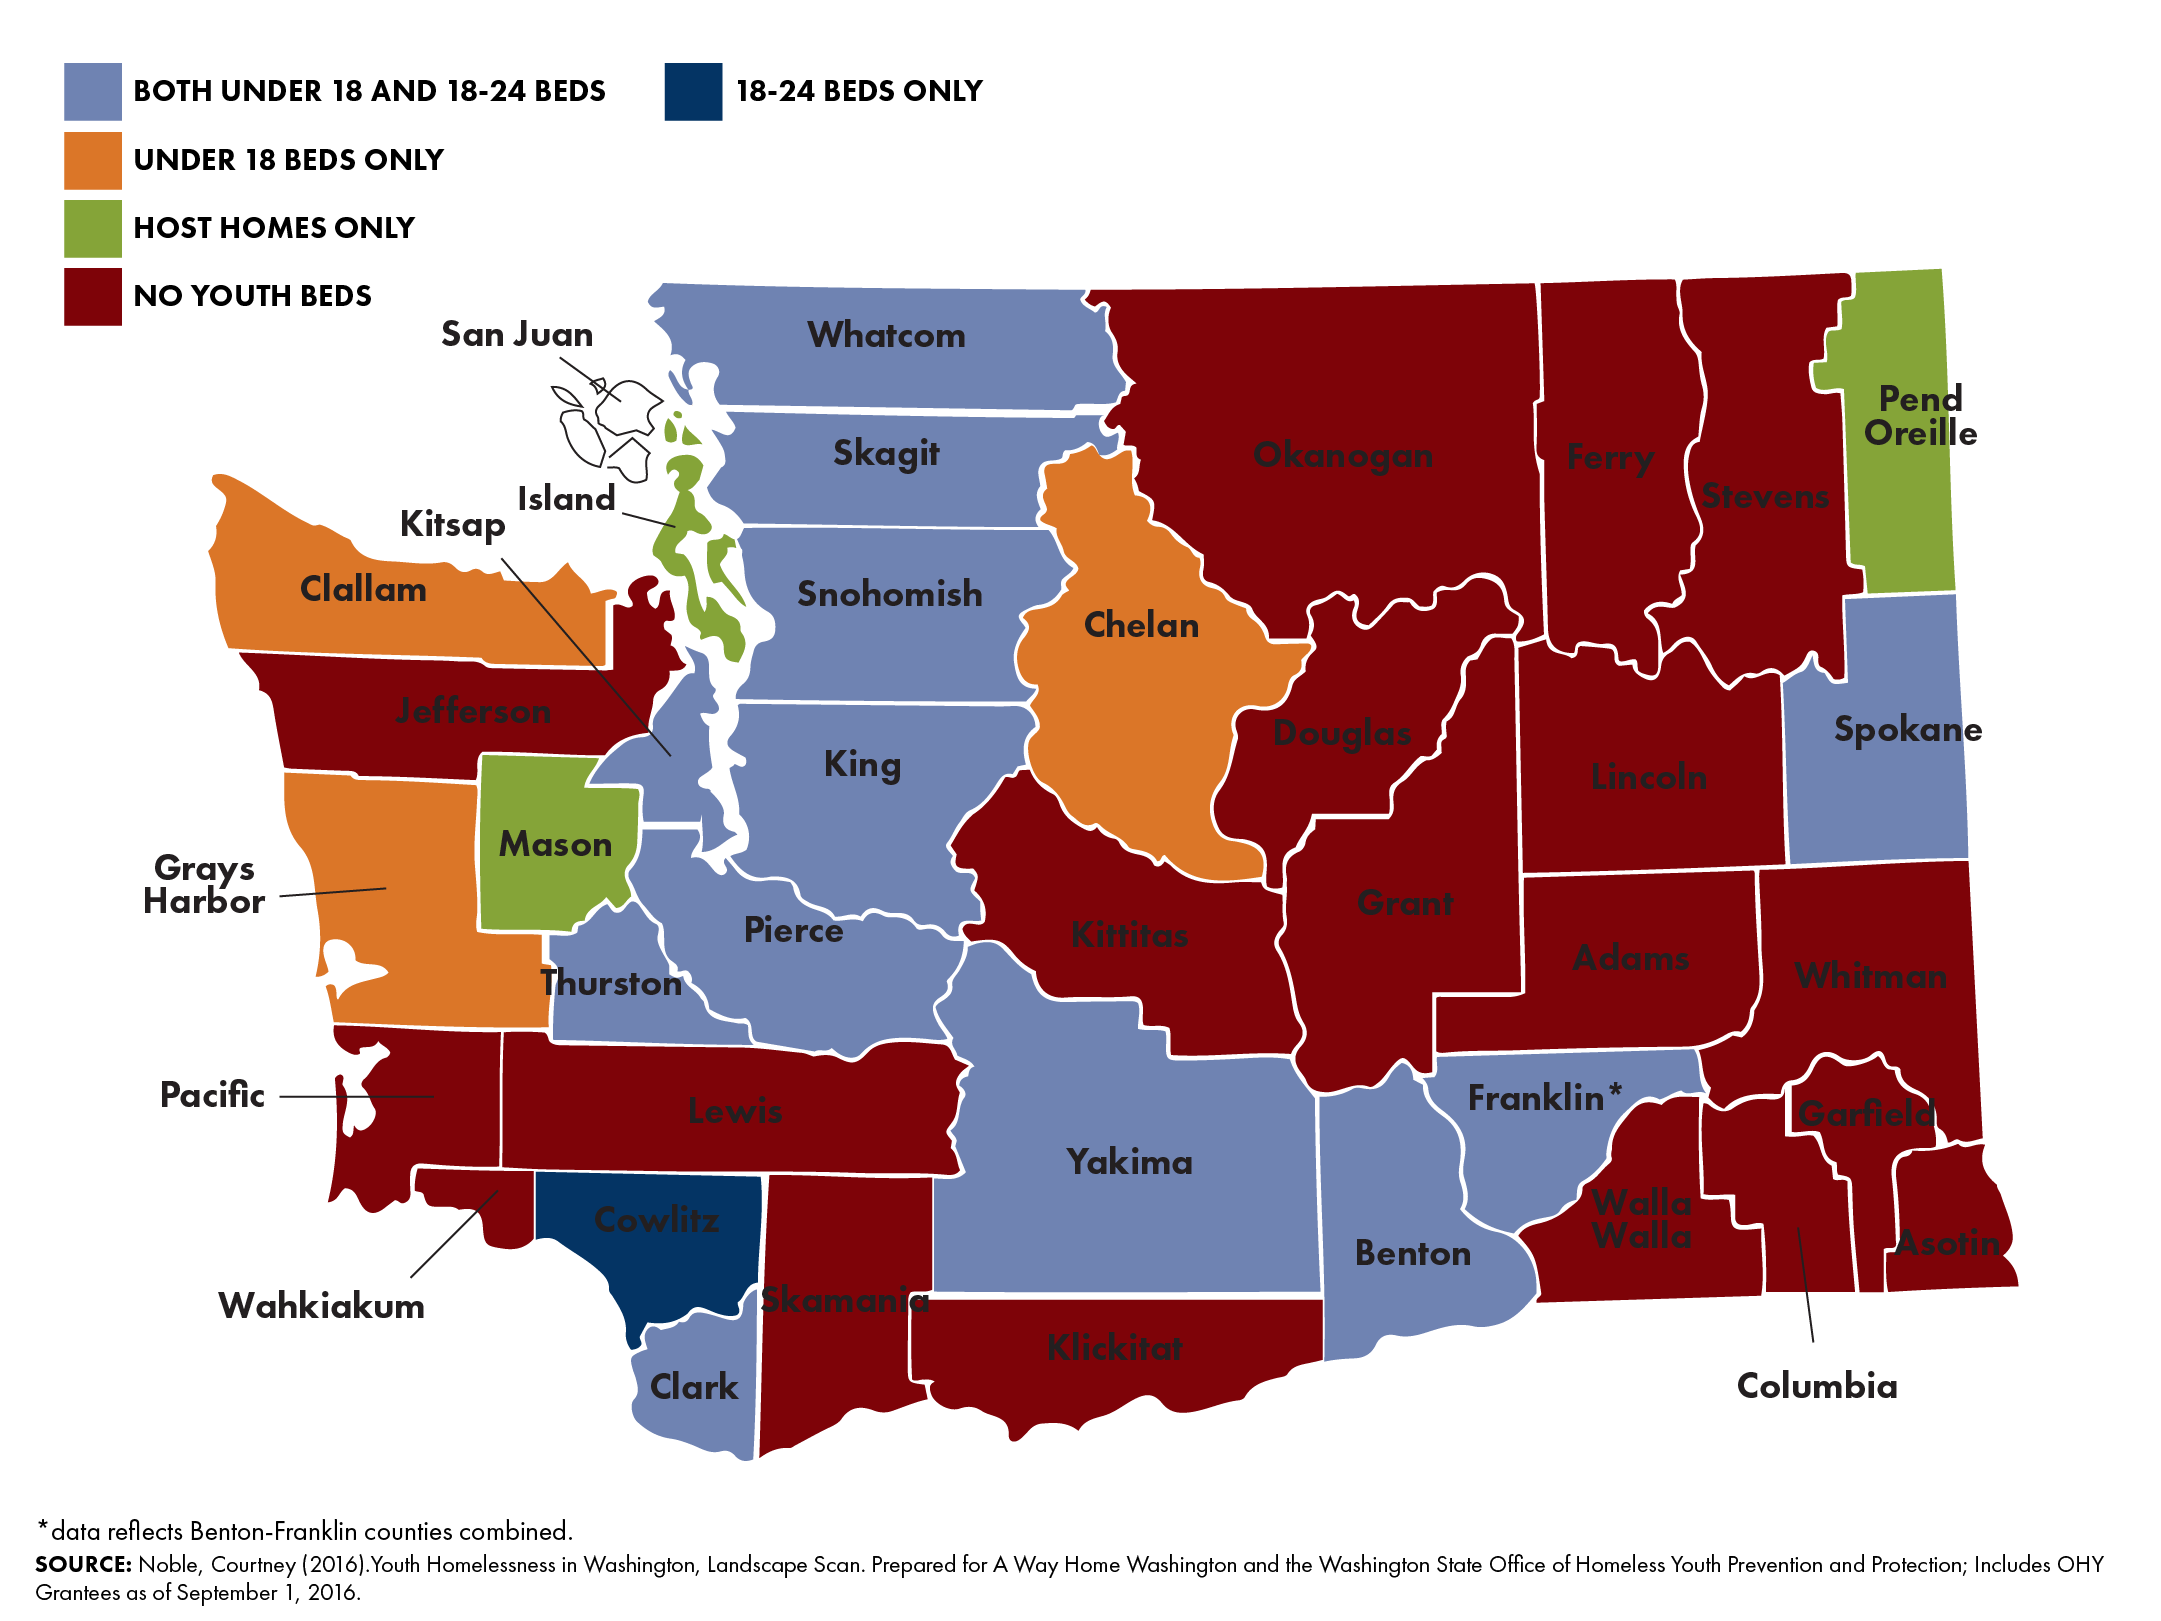 BOTH UNDER 18 AND 18-24 BEDS
18-24 BEDS ONLY
UNDER 18 BEDS ONLY
HOST HOMES ONLY
NO YOUTH BEDS
San Juan
Whatcom
Pend
Oreille
Skagit
Okanogan
Ferry
Stevens
Island
Kitsap
Clallam
Snohomish
Chelan
Jefferson
Douglas
Spokane
King
Lincoln
Mason
Grays
Harbor
Grant
Pierce
Kittitas
Adams
Whitman
Thurston
Pacific
Lewis
Franklin*
Garfield
Yakima
Walla
Walla
Cowlitz
Benton
Asotin
Wahkiakum
Skamania
Klickitat
Clark
Columbia
*data reflects Benton-Franklin counties combined.
SOURCE: Noble, Courtney (2016).Youth Homelessness in Washington, Landscape Scan. Prepared for A Way Home Washington and the Washington State Office of Homeless Youth Prevention and Protection; Includes OHY
Grantees as of September 1, 2016.